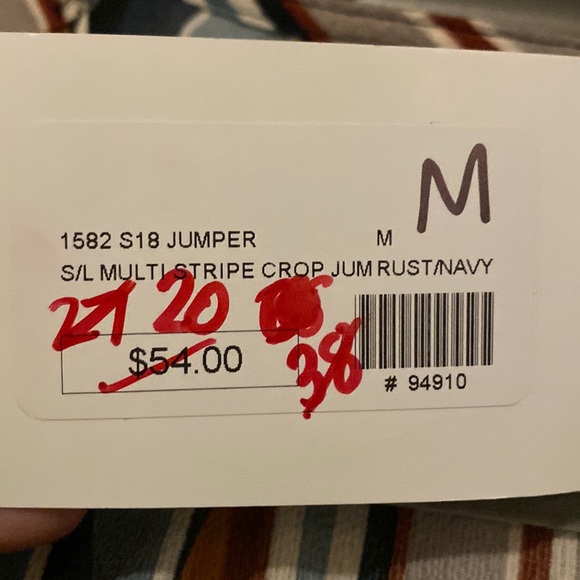 M
1582 S18 JUMPER M
S/L MULTI STRIPE CROP JUM RUST/NAVY
27 20
$54.00 38
# 94910